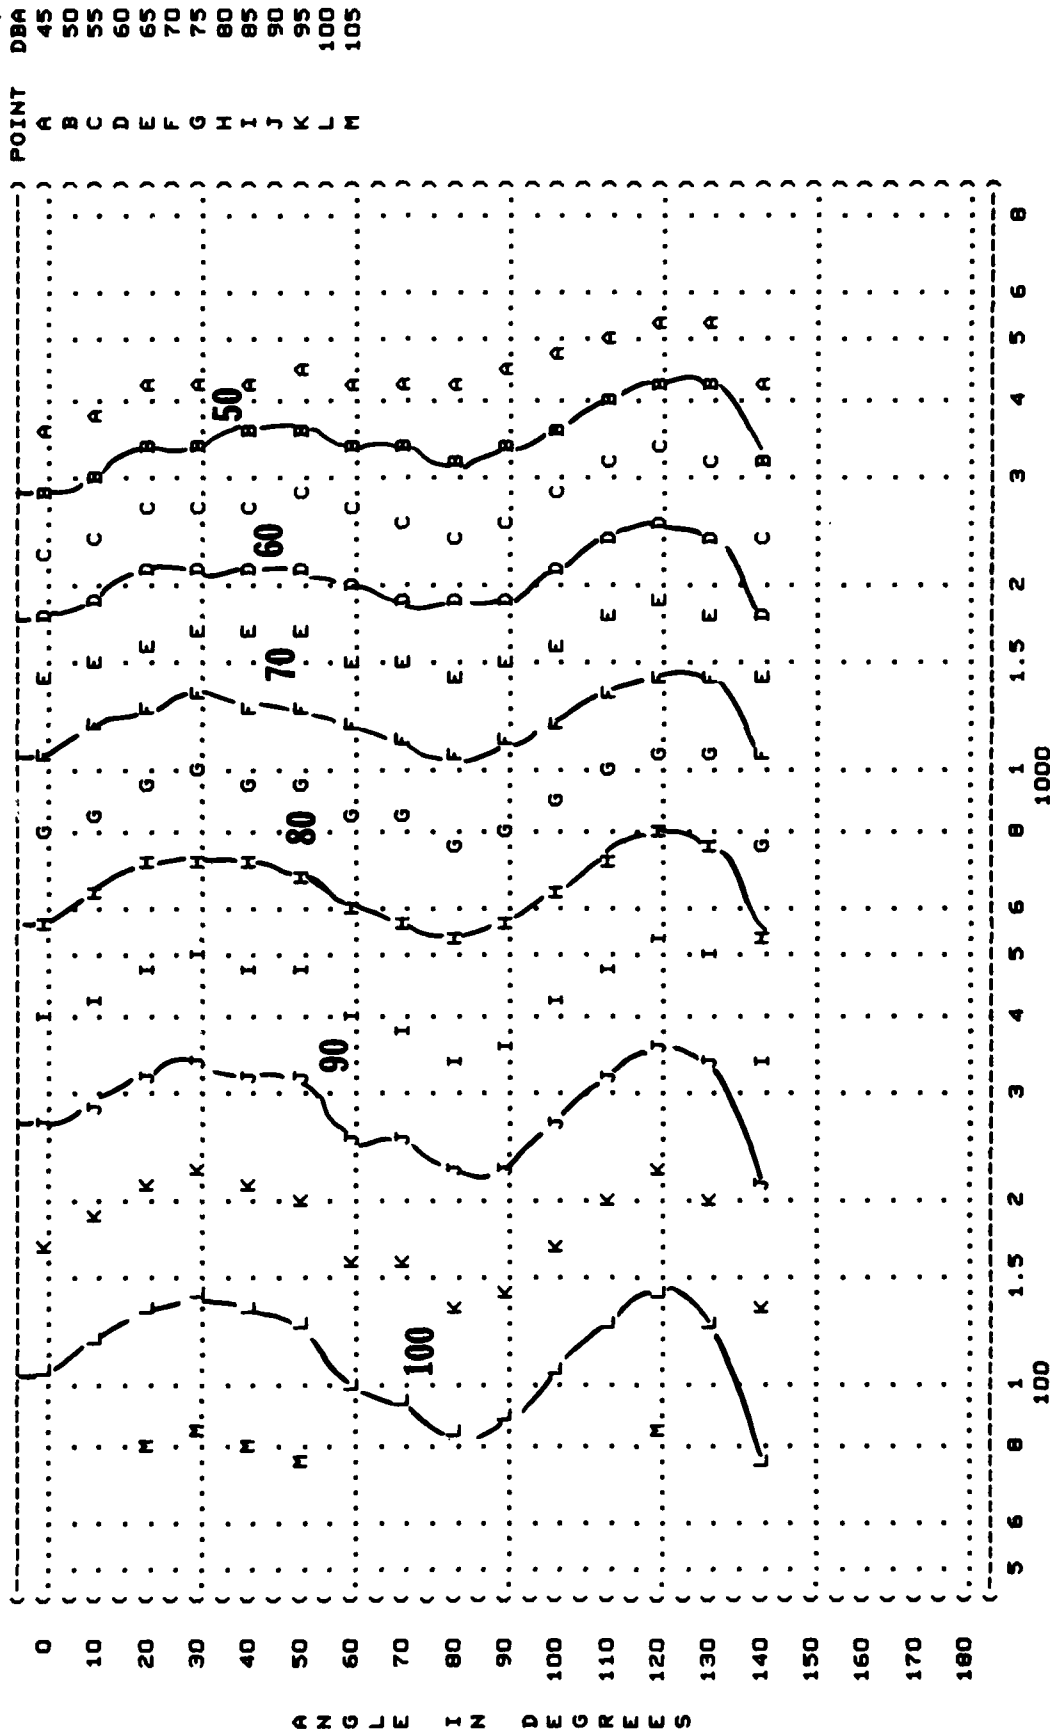 POINT DBA
A 45
B 50
C 55
D 60
E 65
F 70
G 75
H 80
I 85
J 90
K 95
L 100
M 105
ANGLE IN DEGREES
0 L K J I H G F E D C B A
10 L K J I H G F E D C B A
20 M L K J I H G F E D C B A
30 M L K J I H G F E D C B A
50
40 M L K J I H G F E D C B A
60
70
80
50 M L K J I H G F E D C B A
90
60 L K J I H G F E D C B A
70 L K J I H G F E D C B A
100
80 L K J I H G F E D C B A
90 L K J I H G F E D C B A
100 L K J I H G F E D C B A
110 L K J I H G F E D C B A
120 M L K J I H G F E D C B A
130 L K J I H G F E D C B A
140 L K J I H G F E D C B A
150
160
170
180
5 6 8 1 1.5 2 3 4 5 6 8 1 1.5 2 3 4 5 6 8
100 1000